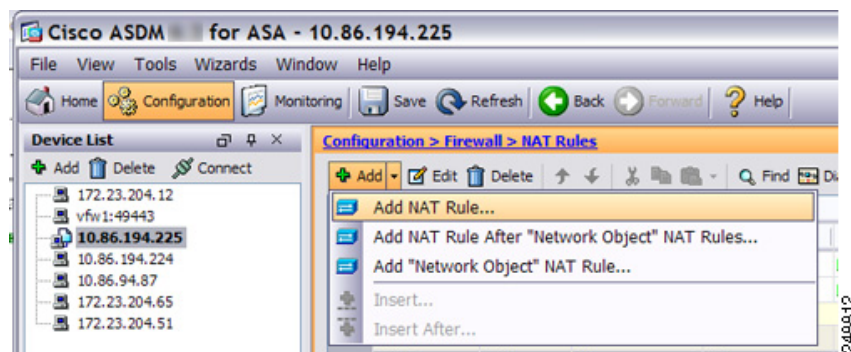 Cisco ASDM for ASA - 10.86.194.225
File View Tools Wizards Window Help
Home Configuration Monitoring Save Refresh Back Forward Help
Device List
Add Delete Connect
172.23.204.12
vfw1:49443
10.86.194.225
10.86.194.224
10.86.94.87
172.23.204.65
172.23.204.51
Configuration > Firewall > NAT Rules
Add Edit Delete Find Di
Add NAT Rule...
Add NAT Rule After "Network Object" NAT Rules...
Add "Network Object" NAT Rule...
Insert...
Insert After...